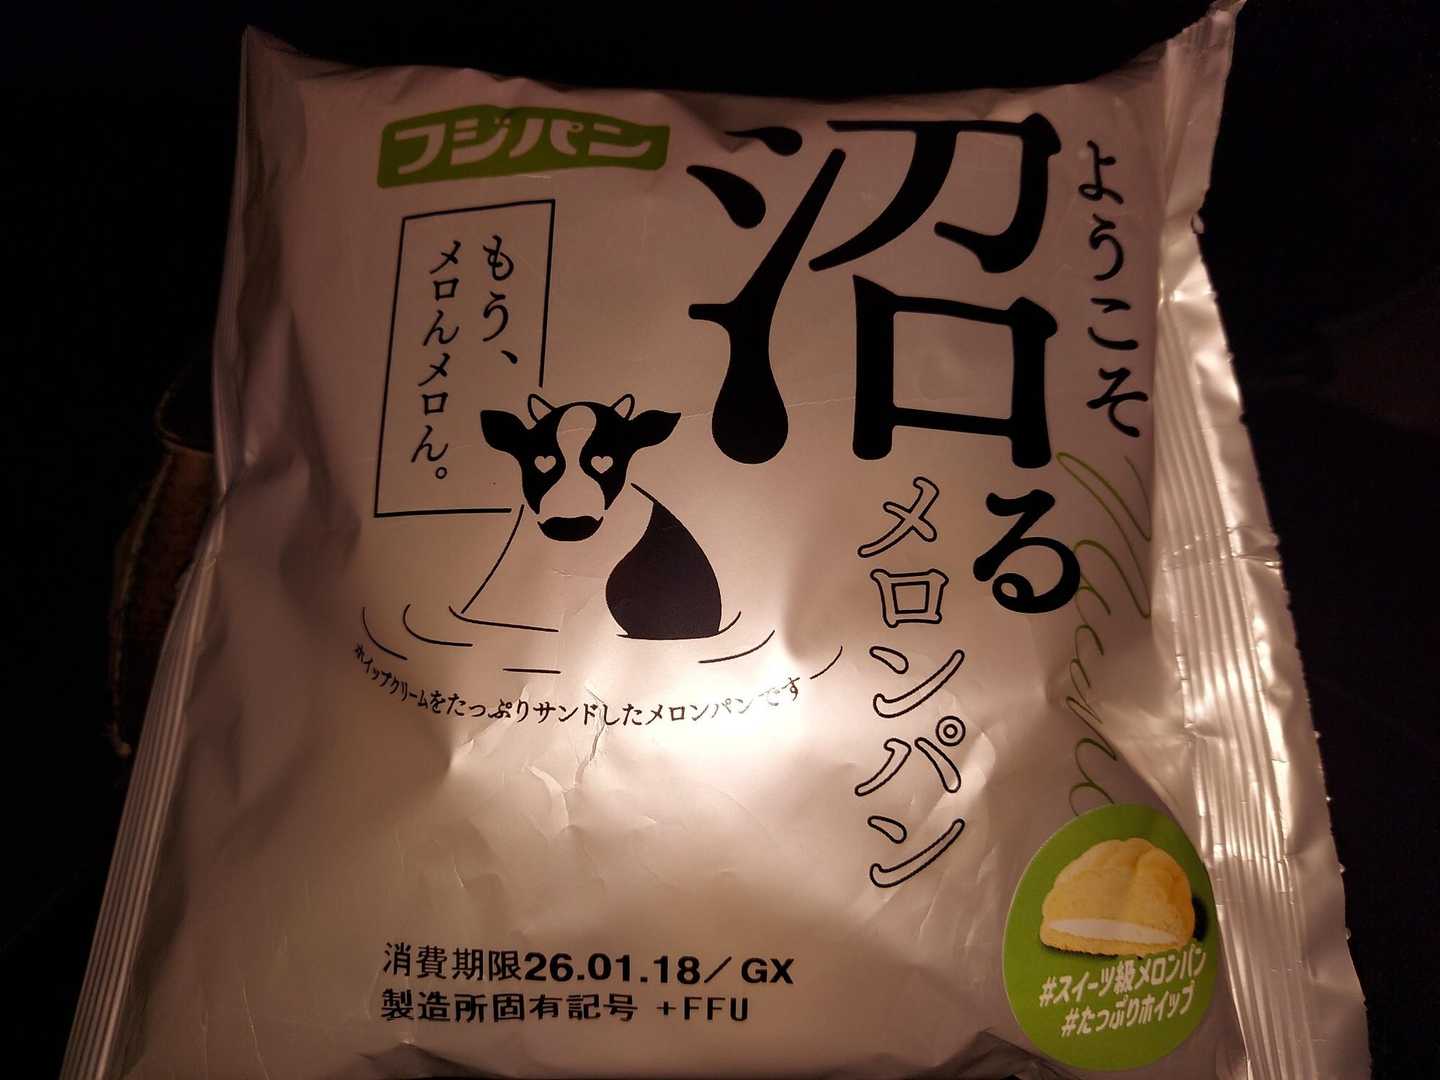 フジパン
ようこそ
沼る
メロンパン
もう、
メロんメロん。
ホイップクリームをたっぷりサンドしたメロンパンです
#スイーツ級メロンパン
#たっぷりホイップ
消費期限26.01.18/GX
製造所固有記号 +FFU